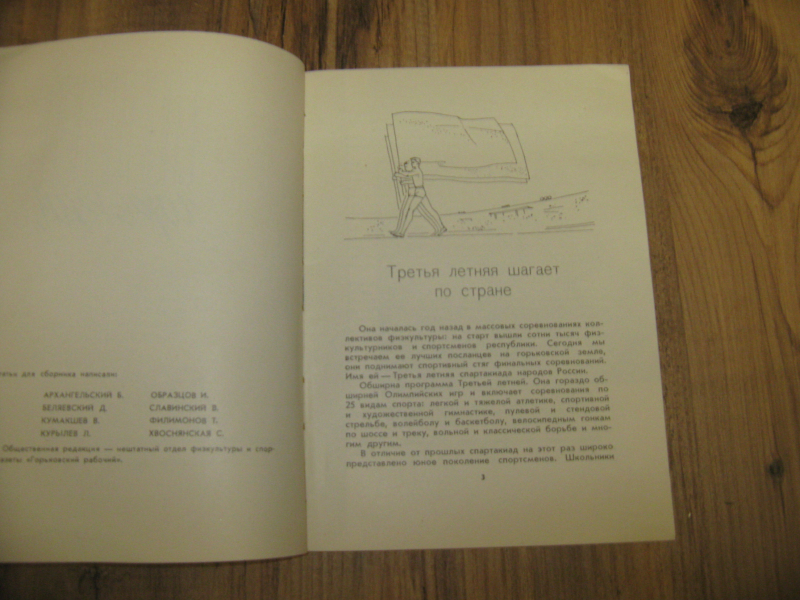 для сборника написали:
АРХАНГЕЛЬСКИЙ Б. ОБРАЗЦОВ И.
БЕЛЯЕВСКИЙ Д. СЛАВИНСКИЙ В.
КУМАКШЕВ В. ФИЛИМОНОВ Г.
КУРЫЛЕВ Л. ХВОСНЯНСКАЯ С.
Общественная редакция — нештатный отдел физкультуры и спор-
газеты «Горьковский рабочий».
Третья летняя шагает
по стране
Она началась год назад в массовых соревнованиях кол-
лективов физкультуры: на старт вышли сотни тысяч физ-
культурников и спортсменов республики. Сегодня мы
встречаем ее лучших посланцев на горьковской земле,
они поднимают спортивный стяг финальных соревнований.
Имя ей — Третья летняя спартакиада народов России.
Обширна программа Третьей летней. Она гораздо об-
ширней Олимпийских игр и включает соревнования по
25 видам спорта: легкой и тяжелой атлетике, спортивной
и художественной гимнастике, пулевой и стендовой
стрельбе, волейболу и баскетболу, велосипедным гонкам
по шоссе и треку, вольной и классической борьбе и мно-
гим другим.
В отличие от прошлых спартакиад на этот раз широко
представлено юное поколение спортсменов. Школьники
3